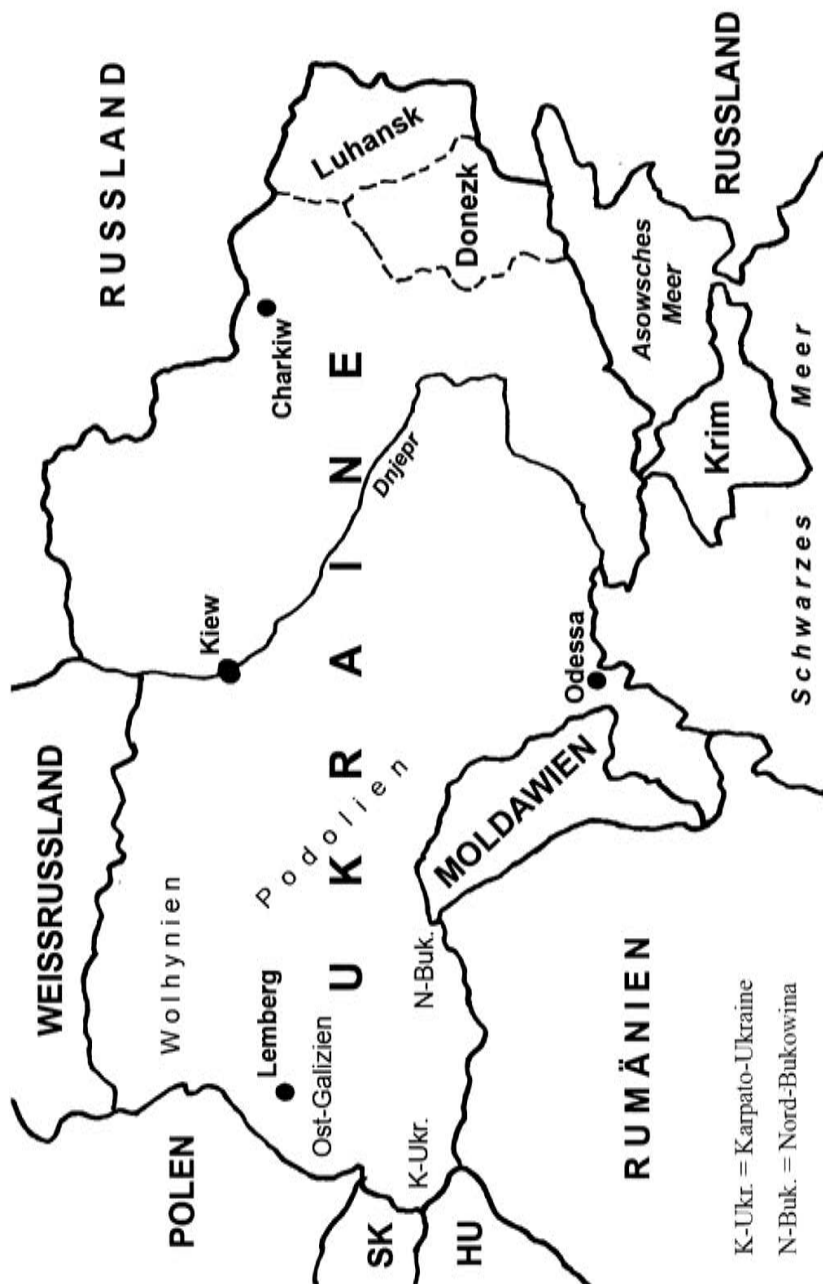 RUSSLAND
WEISSRUSSLAND
POLEN
Wolhynien
Kiew
Charkiw
Luhansk
Lemberg
Podolien
Ost-Galizien
UKRAINE
Dnjepr
Donezk
SK
K-Ukr.
N-Buk.
HU
MOLDAWIEN
Odessa
Asowsches
Meer
RUSSLAND
Krim
RUMÄNIEN
Schwarzes Meer
K-Ukr. = Karpato-Ukraine
N-Buk. = Nord-Bukowina